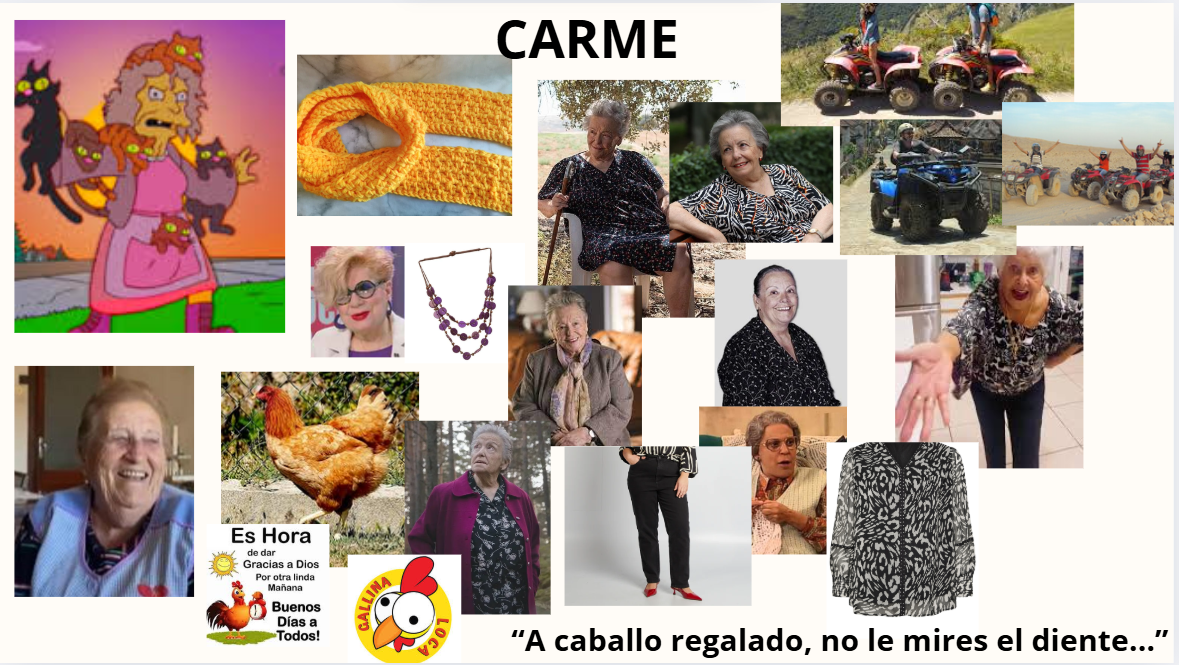 CARME
Es Hora
de dar
Gracias a Dios
Por otra linda
Mañana
Buenos
Días a
Todos!
GALLINA
LOCA
“A caballo regalado, no le mires el diente...”